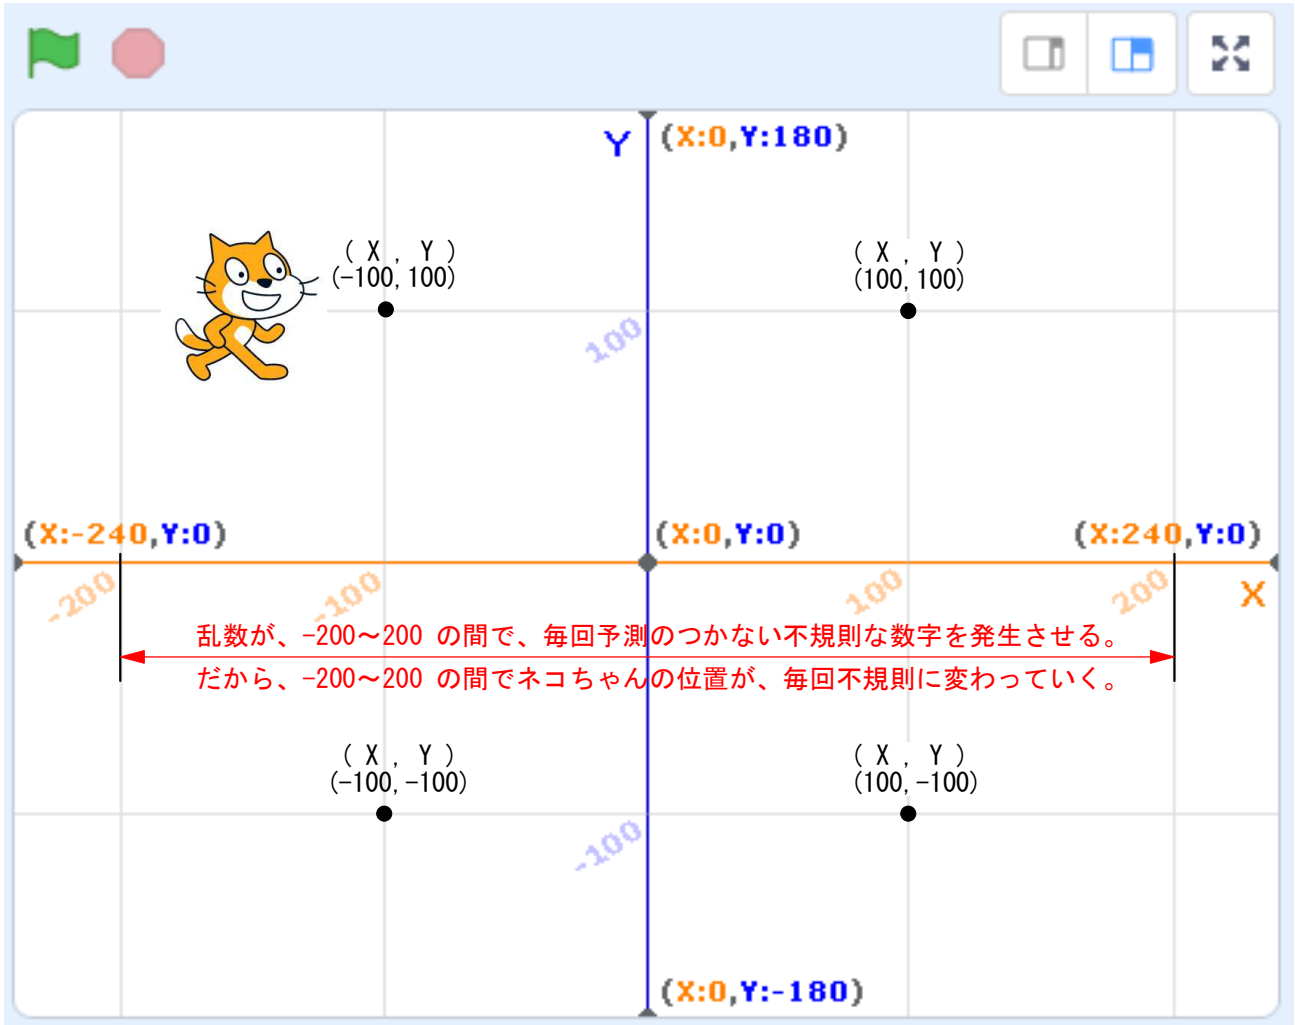 Y
(X:0,Y:180)
( X , Y )
(-100,100)
( X , Y )
(100,100)
100
(X:-240,Y:0)
(X:0,Y:0)
(X:240,Y:0)
-200
-100
100
200
X
乱数が、-200～200 の間で、毎回予測のつかない不規則な数字を発生させる。
だから、-200～200 の間でネコちゃんの位置が、毎回不規則に変わっていく。
( X , Y )
(-100,-100)
( X , Y )
(100,-100)
-100
(X:0,Y:-180)